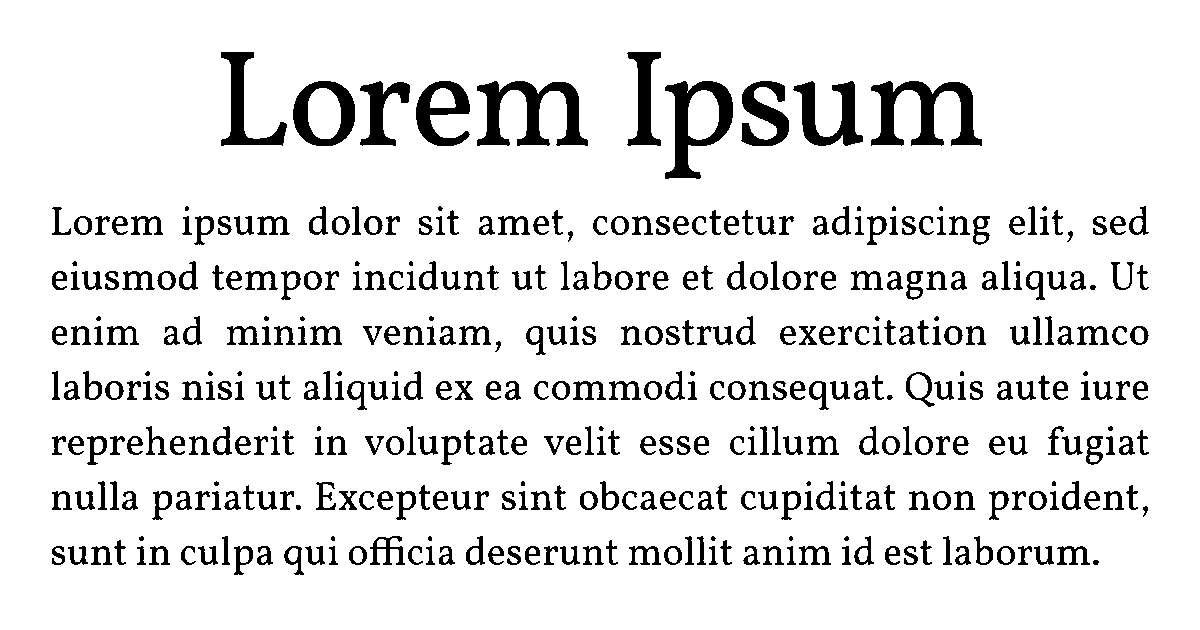 Lorem Ipsum
Lorem ipsum dolor sit amet, consectetur adipiscing elit, sed
eiusmod tempor incidunt ut labore et dolore magna aliqua. Ut
enim ad minim veniam, quis nostrud exercitation ullamco
laboris nisi ut aliquid ex ea commodi consequat. Quis aute iure
reprehenderit in voluptate velit esse cillum dolore eu fugiat
nulla pariatur. Excepteur sint obcaecat cupiditat non proident,
sunt in culpa qui officia deserunt mollit anim id est laborum.